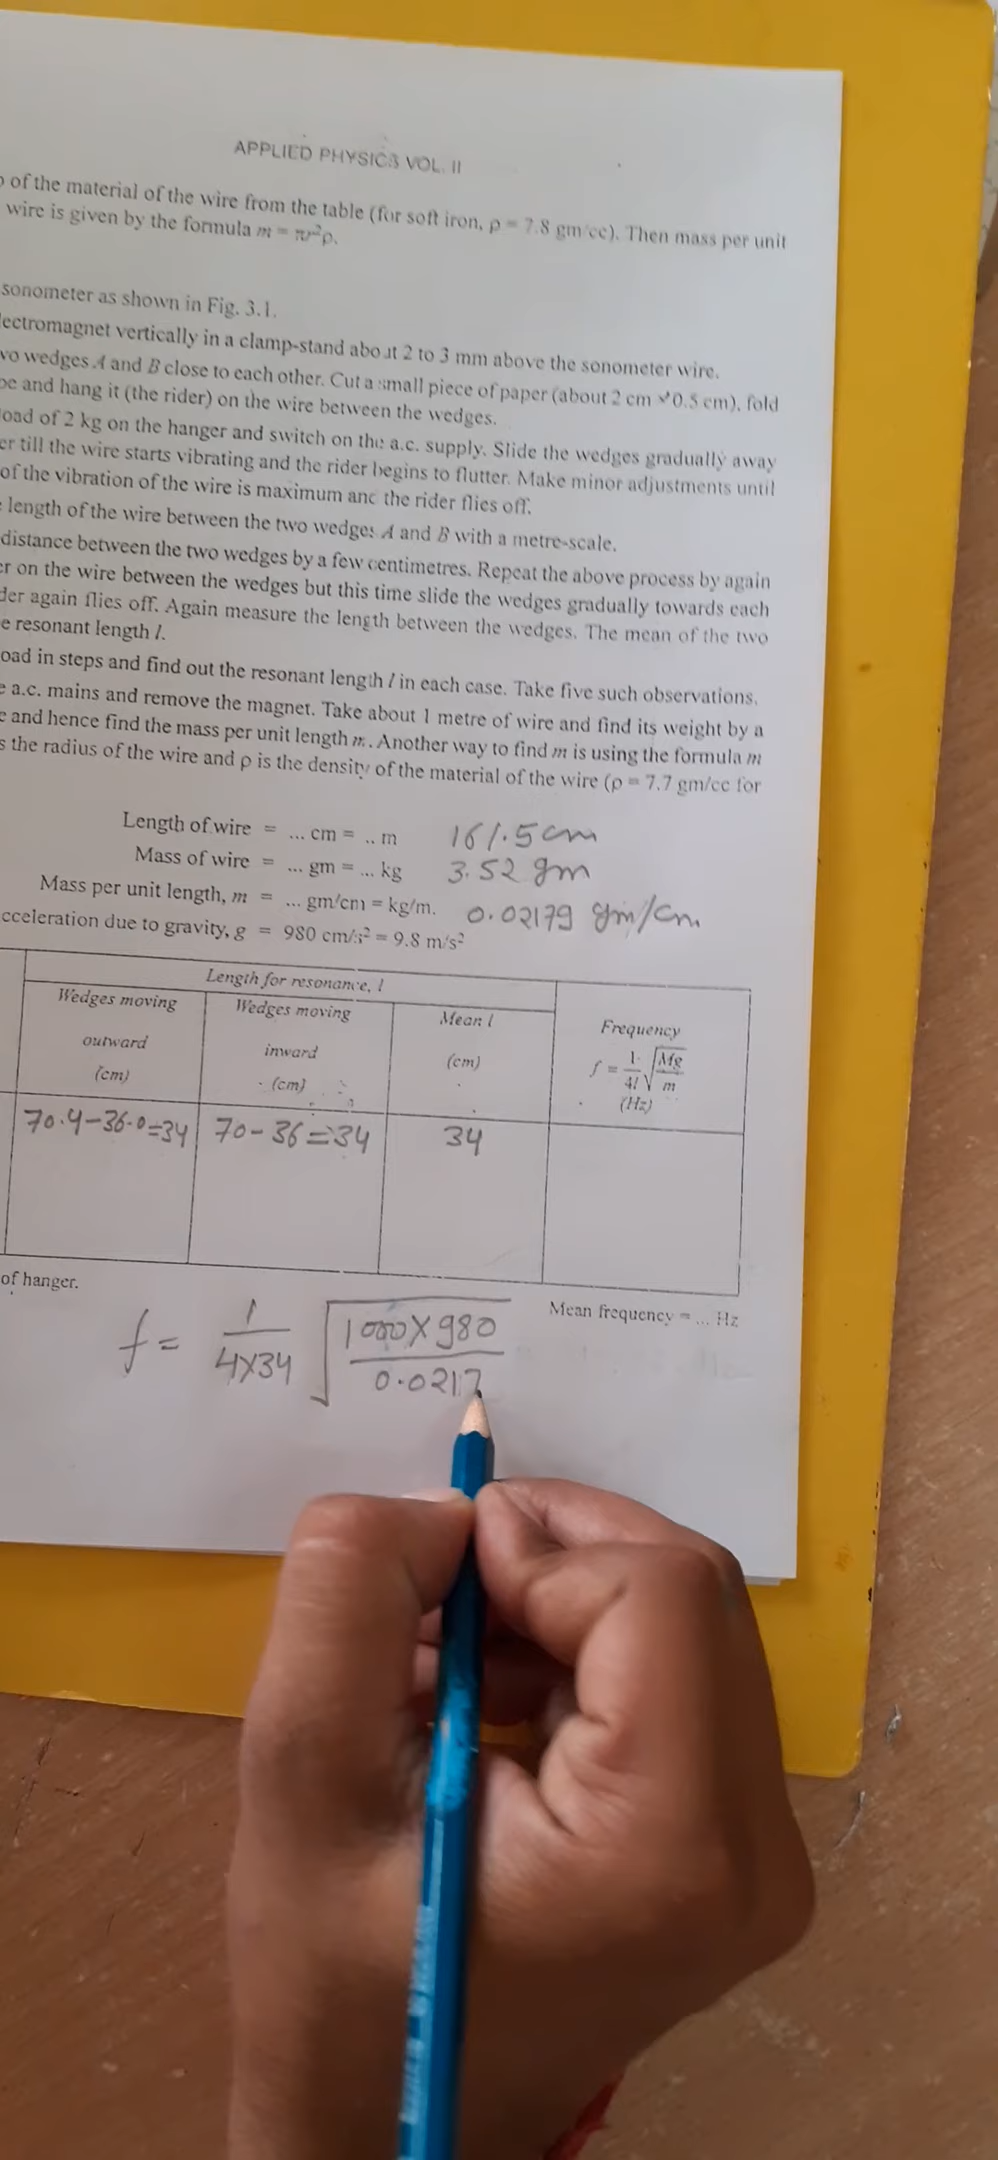 APPLIED PHYSICS VOL. II
of the material of the wire from the table (for soft iron, ρ = 7.8 gm/cc). Then mass per unit
wire is given by the formula m = πr²ρ.
sonometer as shown in Fig. 3.1.
lectromagnet vertically in a clamp-stand about 2 to 3 mm above the sonometer wire.
vo wedges A and B close to each other. Cut a small piece of paper (about 2 cm × 0.5 cm), fold
pe and hang it (the rider) on the wire between the wedges.
load of 2 kg on the hanger and switch on the a.c. supply. Slide the wedges gradually away
er till the wire starts vibrating and the rider begins to flutter. Make minor adjustments until
of the vibration of the wire is maximum and the rider flies off.
length of the wire between the two wedges A and B with a metre-scale.
distance between the two wedges by a few centimetres. Repeat the above process by again
er on the wire between the wedges but this time slide the wedges gradually towards each
der again flies off. Again measure the length between the wedges. The mean of the two
e resonant length l.
oad in steps and find out the resonant length l in each case. Take five such observations.
e a.c. mains and remove the magnet. Take about 1 metre of wire and find its weight by a
e and hence find the mass per unit length m. Another way to find m is using the formula m
s the radius of the wire and ρ is the density of the material of the wire (ρ = 7.7 gm/cc for
Length of wire = ... cm = .. m 161.5 cm
Mass of wire = ... gm = ... kg 3.52 gm
Mass per unit length, m = ... gm/cm = kg/m. 0.02179 gm/cm
cceleration due to gravity, g = 980 cm/s² = 9.8 m/s²
Length for resonance, l
Wedges moving outward (cm)
Wedges moving inward (cm)
Mean l (cm)
Frequency f = 1/4l √Mg/m (Hz)
70.4-36.0=34 70-36=34 34
of hanger.
Mean frequency = ... Hz
f = 1/4×34 √1000×980/0.0217